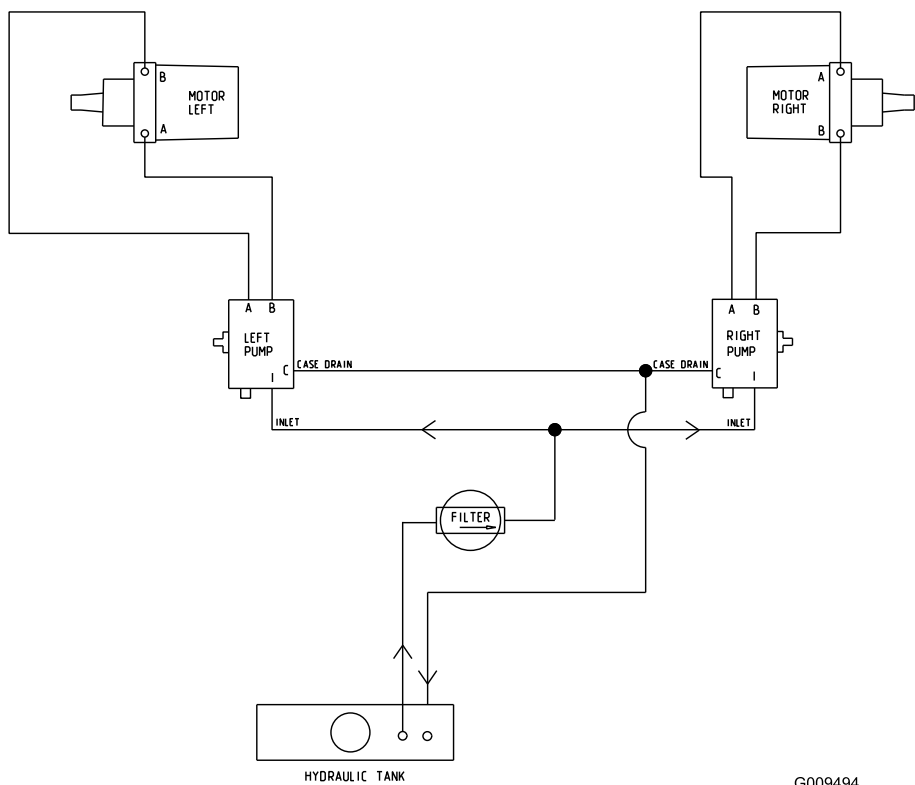 B
MOTOR
LEFT
A
A
MOTOR
RIGHT
B
A B
LEFT
PUMP
C
I
CASE DRAIN
INLET
A B
RIGHT
PUMP
C
I
CASE DRAIN
INLET
FILTER
HYDRAULIC TANK
G009494